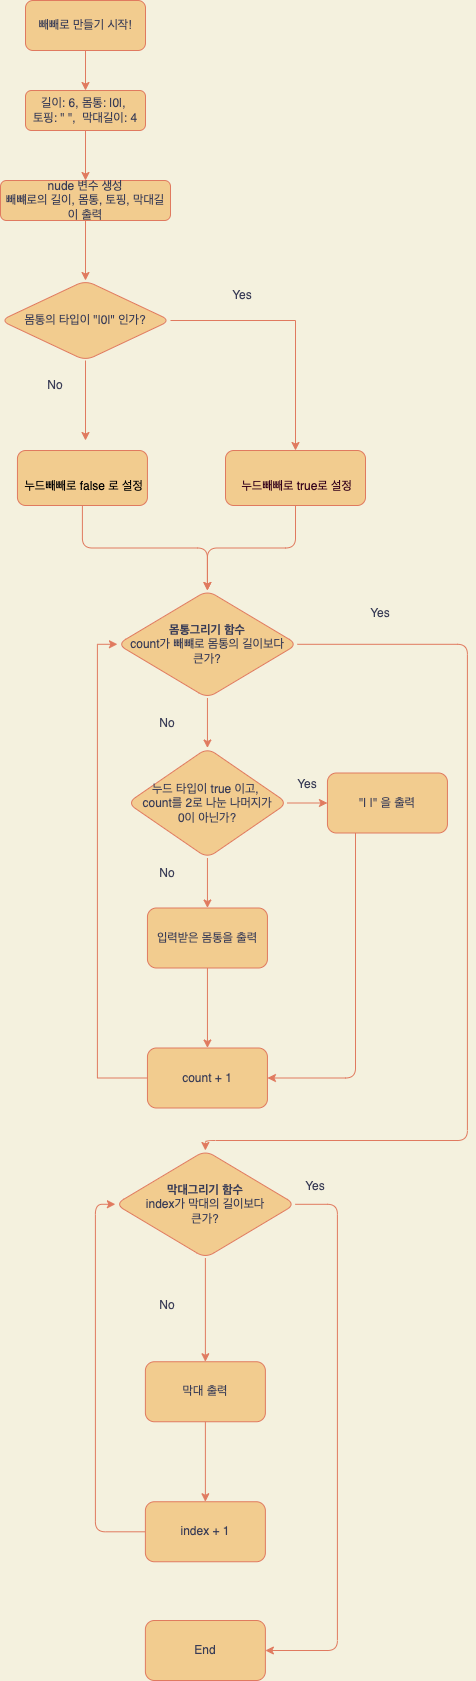 빼빼로 만들기 시작!
길이: 6, 몸통: |0|,
토핑: " ", 막대길이: 4
nude 변수 생성
빼빼로의 길이, 몸통, 토핑, 막대길
이 출력
몸통의 타입이 "|0|" 인가?
Yes
No
누드빼빼로 false 로 설정
누드빼빼로 true로 설정
몸통그리기 함수
count가 빼빼로 몸통의 길이보다
큰가?
Yes
No
누드 타입이 true 이고,
count를 2로 나눈 나머지가
0이 아닌가?
Yes
"| |" 을 출력
No
입력받은 몸통을 출력
count + 1
막대그리기 함수
index가 막대의 길이보다
큰가?
Yes
No
막대 출력
index + 1
End